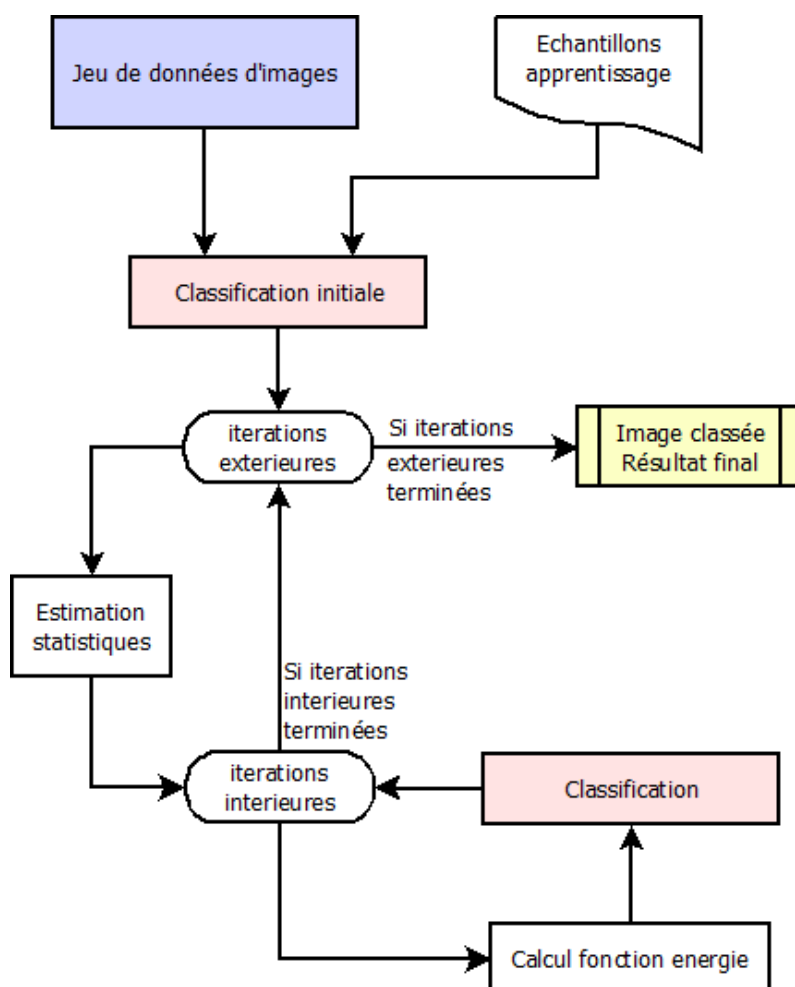 Jeu de données d'images
Echantillons
apprentissage
Classification initiale
iterations
exterieures
Si iterations
exterieures
terminées
Image classée
Résultat final
Estimation
statistiques
Si iterations
interieures
terminées
iterations
interieures
Classification
Calcul fonction energie